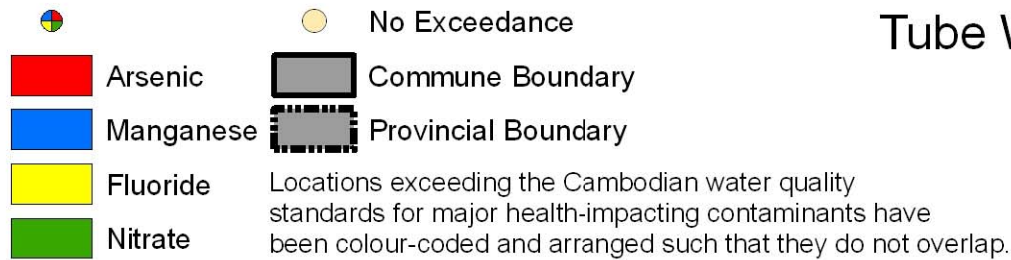 No Exceedance
Tube
Arsenic
Commune Boundary
Manganese
Provincial Boundary
Fluoride
Nitrate
Locations exceeding the Cambodian water quality
standards for major health-impacting contaminants have
been colour-coded and arranged such that they do not overlap.